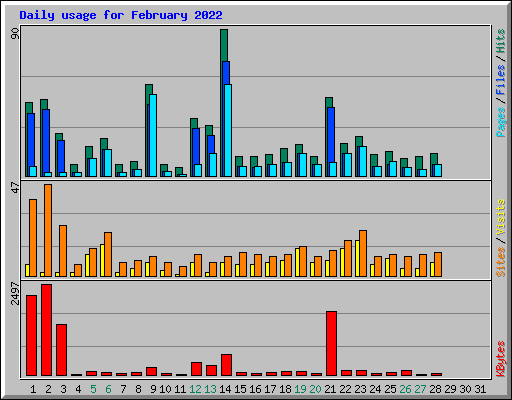 Daily usage for February 2022
90
Pages / Files / Hits
47
Sites / Visits
2497
KBytes
1 2 3 4 5 6 7 8 9 10 11 12 13 14 15 16 17 18 19 20 21 22 23 24 25 26 27 28 29 30 31